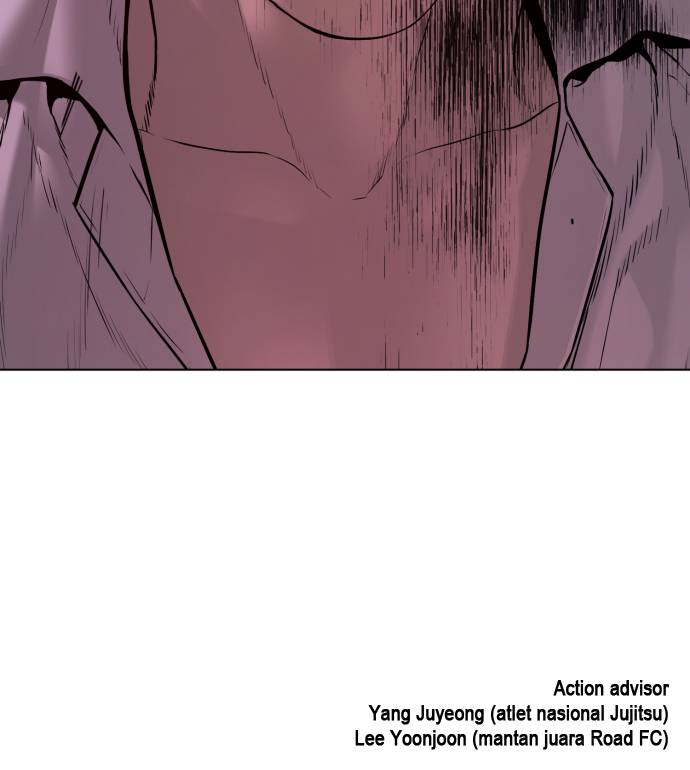 Action advisor
Yang Juyeong (atlet nasional Jujitsu)
Lee Yoonjoon (mantan juara Road FC)